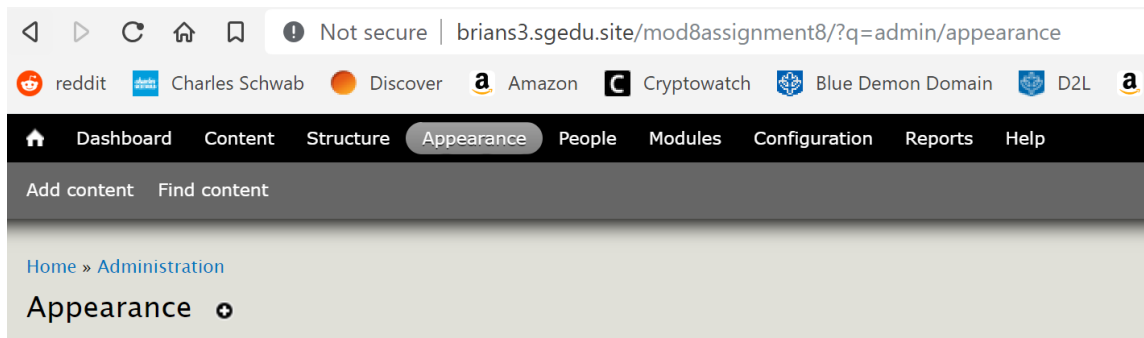 Not secure | brians3.sgedu.site/mod8assignment8/?q=admin/appearance
reddit Charles Schwab Discover a Amazon C Cryptowatch Blue Demon Domain D2L a
Dashboard Content Structure Appearance People Modules Configuration Reports Help
Add content Find content
Home » Administration
Appearance